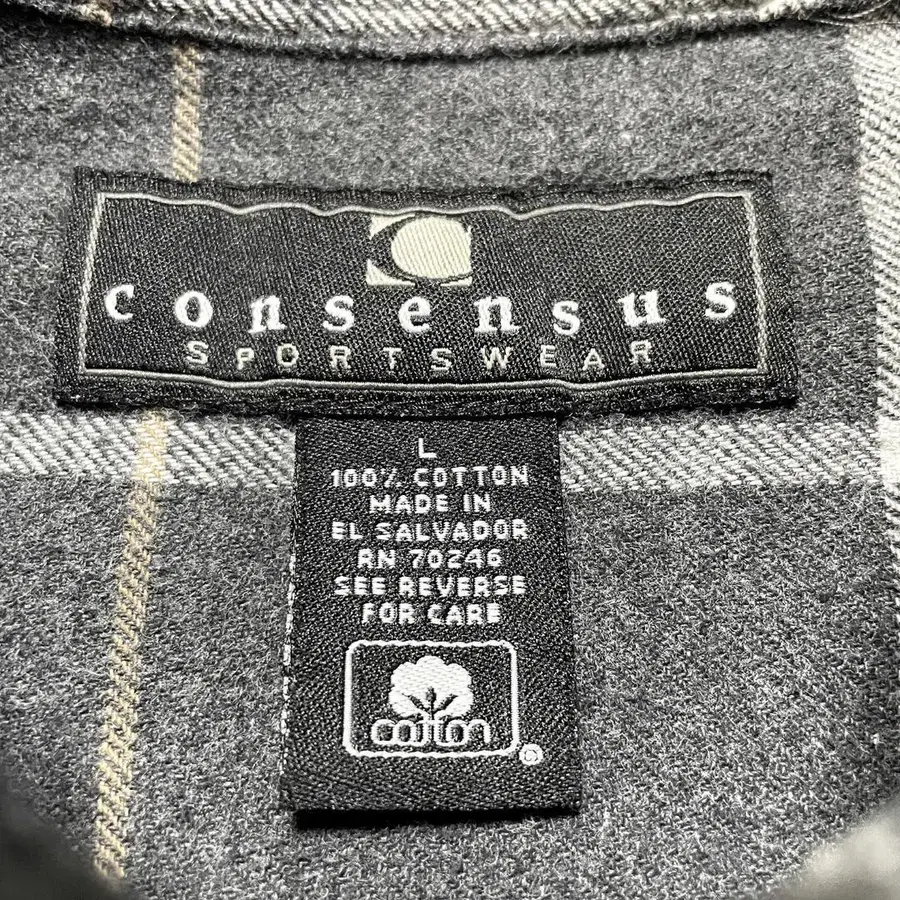 consensus
SPORTSWEAR
L
100% COTTON
MADE IN
EL SALVADOR
RN 70246
SEE REVERSE
FOR CARE
cotton
®